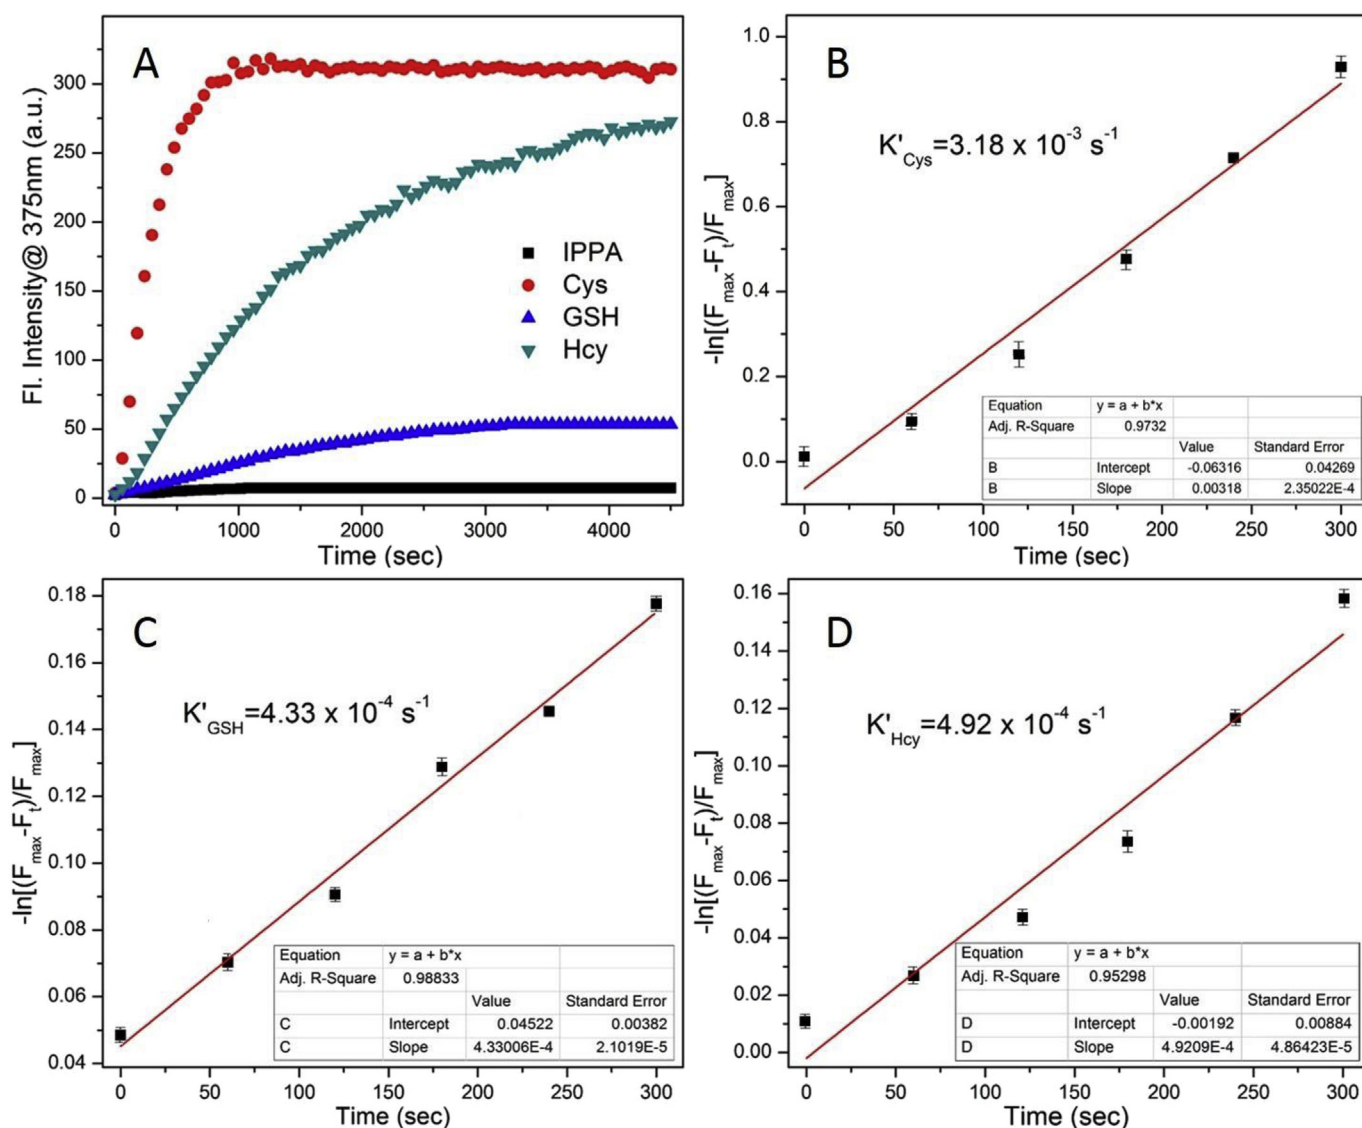 A
Fl. Intensity@ 375nm (a.u.)
300
250
200
150
100
50
0
IPPA
Cys
GSH
Hcy
0 1000 2000 3000 4000
Time (sec)
B
-ln[(Fmax-Ft)/Fmax]
1.0
0.8
0.6
0.4
0.2
0.0
K'Cys=3.18 x 10-3 s-1
Equation y = a + b*x
Adj. R-Square 0.9732
Value Standard Error
B Intercept -0.06316 0.04269
B Slope 0.00318 2.35022E-4
0 50 100 150 200 250 300
Time (sec)
C
-ln[(Fmax-Ft)/Fmax]
0.18
0.16
0.14
0.12
0.10
0.08
0.06
0.04
K'GSH=4.33 x 10-4 s-1
Equation y = a + b*x
Adj. R-Square 0.98833
Value Standard Error
C Intercept 0.04522 0.00382
C Slope 4.33006E-4 2.1019E-5
0 50 100 150 200 250 300
Time (sec)
D
-ln[(Fmax-Ft)/Fmax]
0.16
0.14
0.12
0.10
0.08
0.06
0.04
0.02
0.00
K'Hcy=4.92 x 10-4 s-1
Equation y = a + b*x
Adj. R-Square 0.95298
Value Standard Error
D Intercept -0.00192 0.00884
D Slope 4.9209E-4 4.86423E-5
0 50 100 150 200 250 300
Time (sec)